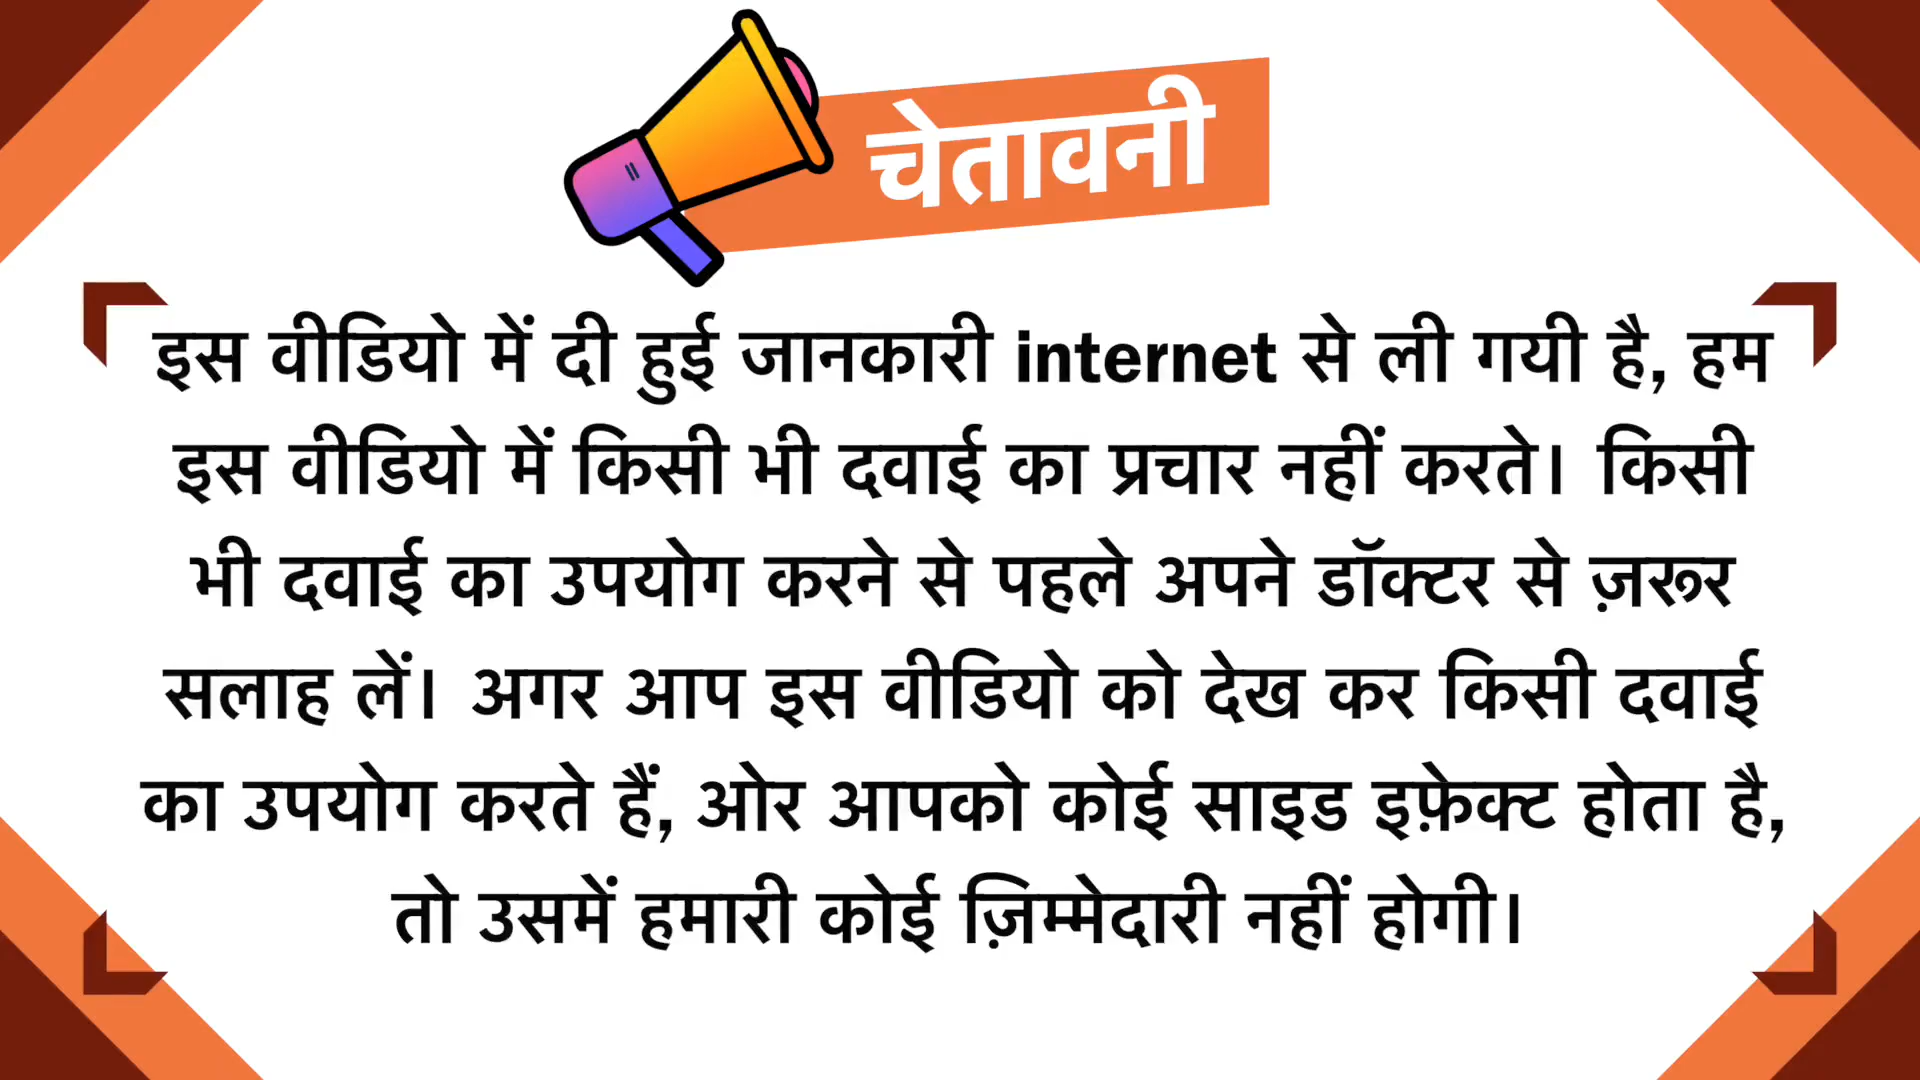 चेतावनी
इस वीडियो में दी हुई जानकारी internet से ली गयी है, हम
इस वीडियो में किसी भी दवाई का प्रचार नहीं करते। किसी
भी दवाई का उपयोग करने से पहले अपने डॉक्टर से ज़रूर
सलाह लें। अगर आप इस वीडियो को देख कर किसी दवाई
का उपयोग करते हैं, ओर आपको कोई साइड इफ़ेक्ट होता है,
तो उसमें हमारी कोई ज़िम्मेदारी नहीं होगी।